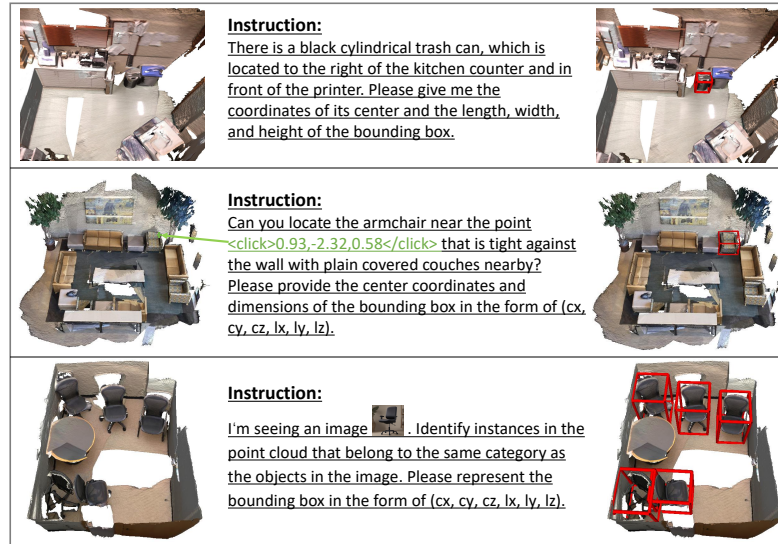 Instruction:
There is a black cylindrical trash can, which is
located to the right of the kitchen counter and in
front of the printer. Please give me the
coordinates of its center and the length, width,
and height of the bounding box.
Instruction:
Can you locate the armchair near the point
<click>0.93,-2.32,0.58</click> that is tight against
the wall with plain covered couches nearby?
Please provide the center coordinates and
dimensions of the bounding box in the form of (cx,
cy, cz, lx, ly, lz).
Instruction:
I'm seeing an image . Identify instances in the
point cloud that belong to the same category as
the objects in the image. Please represent the
bounding box in the form of (cx, cy, cz, lx, ly, lz).